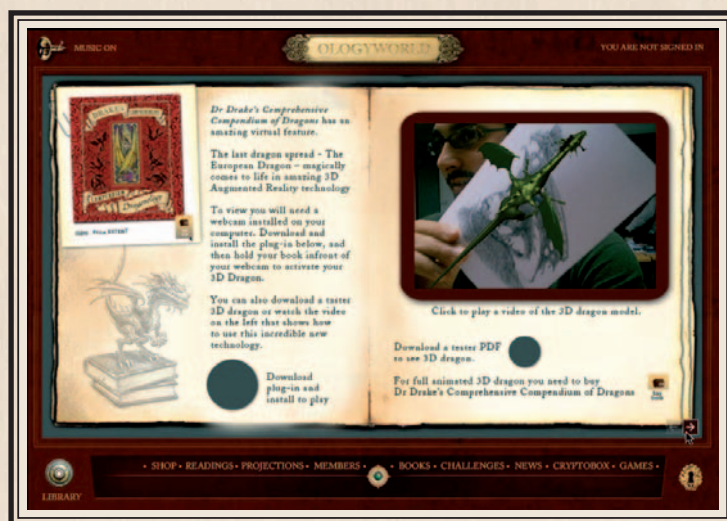 MUSIC ON
OLOGYWORLD
YOU ARE NOT SIGNED IN
DRAKE'S
Dragonology
Dr Drake's Comprehensive
Compendium of Dragons has an
amazing virtual feature.
The last dragon spread - The
European Dragon – magically
comes to life in amazing 3D
Augmented Reality technology
To view you will need a
webcam installed on your
computer. Download and
install the plug-in below, and
then hold your book infront of
your webcam to activate your
3D Dragon.
You can also download a taster
3D dragon or watch the video
on the left that shows how
to use this incredible new
technology.
Download
plug-in and
install to play
Click to play a video of the 3D dragon model.
Download a tester PDF
to see 3D dragon.
For full animated 3D dragon you need to buy
Dr Drake's Comprehensive Compendium of Dragons
LIBRARY
• SHOP • READINGS • PROJECTIONS • MEMBERS •
• BOOKS • CHALLENGES • NEWS • CRYPTOBOX • GAMES •